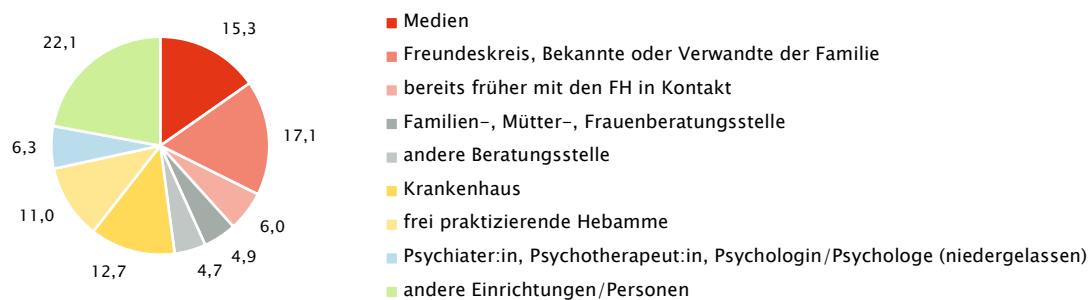 15,3
17,1
6,0
4,9
4,7
12,7
11,0
6,3
22,1
Medien
Freundeskreis, Bekannte oder Verwandte der Familie
bereits früher mit den FH in Kontakt
Familien-, Mütter-, Frauenberatungsstelle
andere Beratungsstelle
Krankenhaus
frei praktizierende Hebamme
Psychiater:in, Psychotherapeut:in, Psychologin/Psychologe (niedergelassen)
andere Einrichtungen/Personen